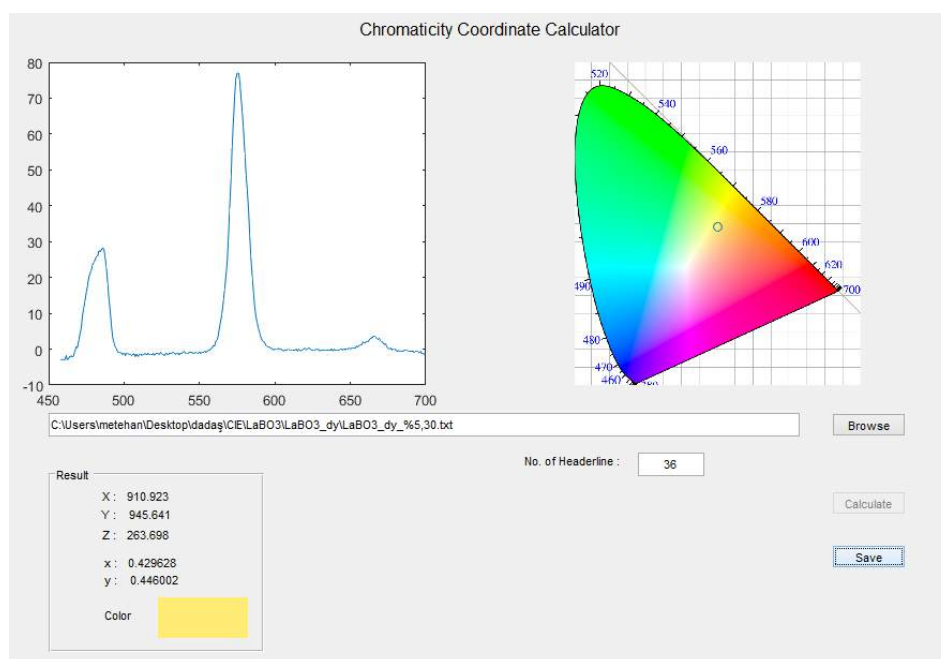 Chromaticity Coordinate Calculator
80
70
60
50
40
30
20
10
0
-10
450
500
550
600
650
700
520
540
560
580
600
620
700
490
480
470
460
380
C:\Users\metehan\Desktop\dadaş\CIE\LaBO3\LaBO3_dy\LaBO3_dy_%5,30.txt
Browse
No. of Headerline :
36
Calculate
Save
Result
X : 910.923
Y : 945.641
Z : 263.698
x : 0.429628
y : 0.446002
Color